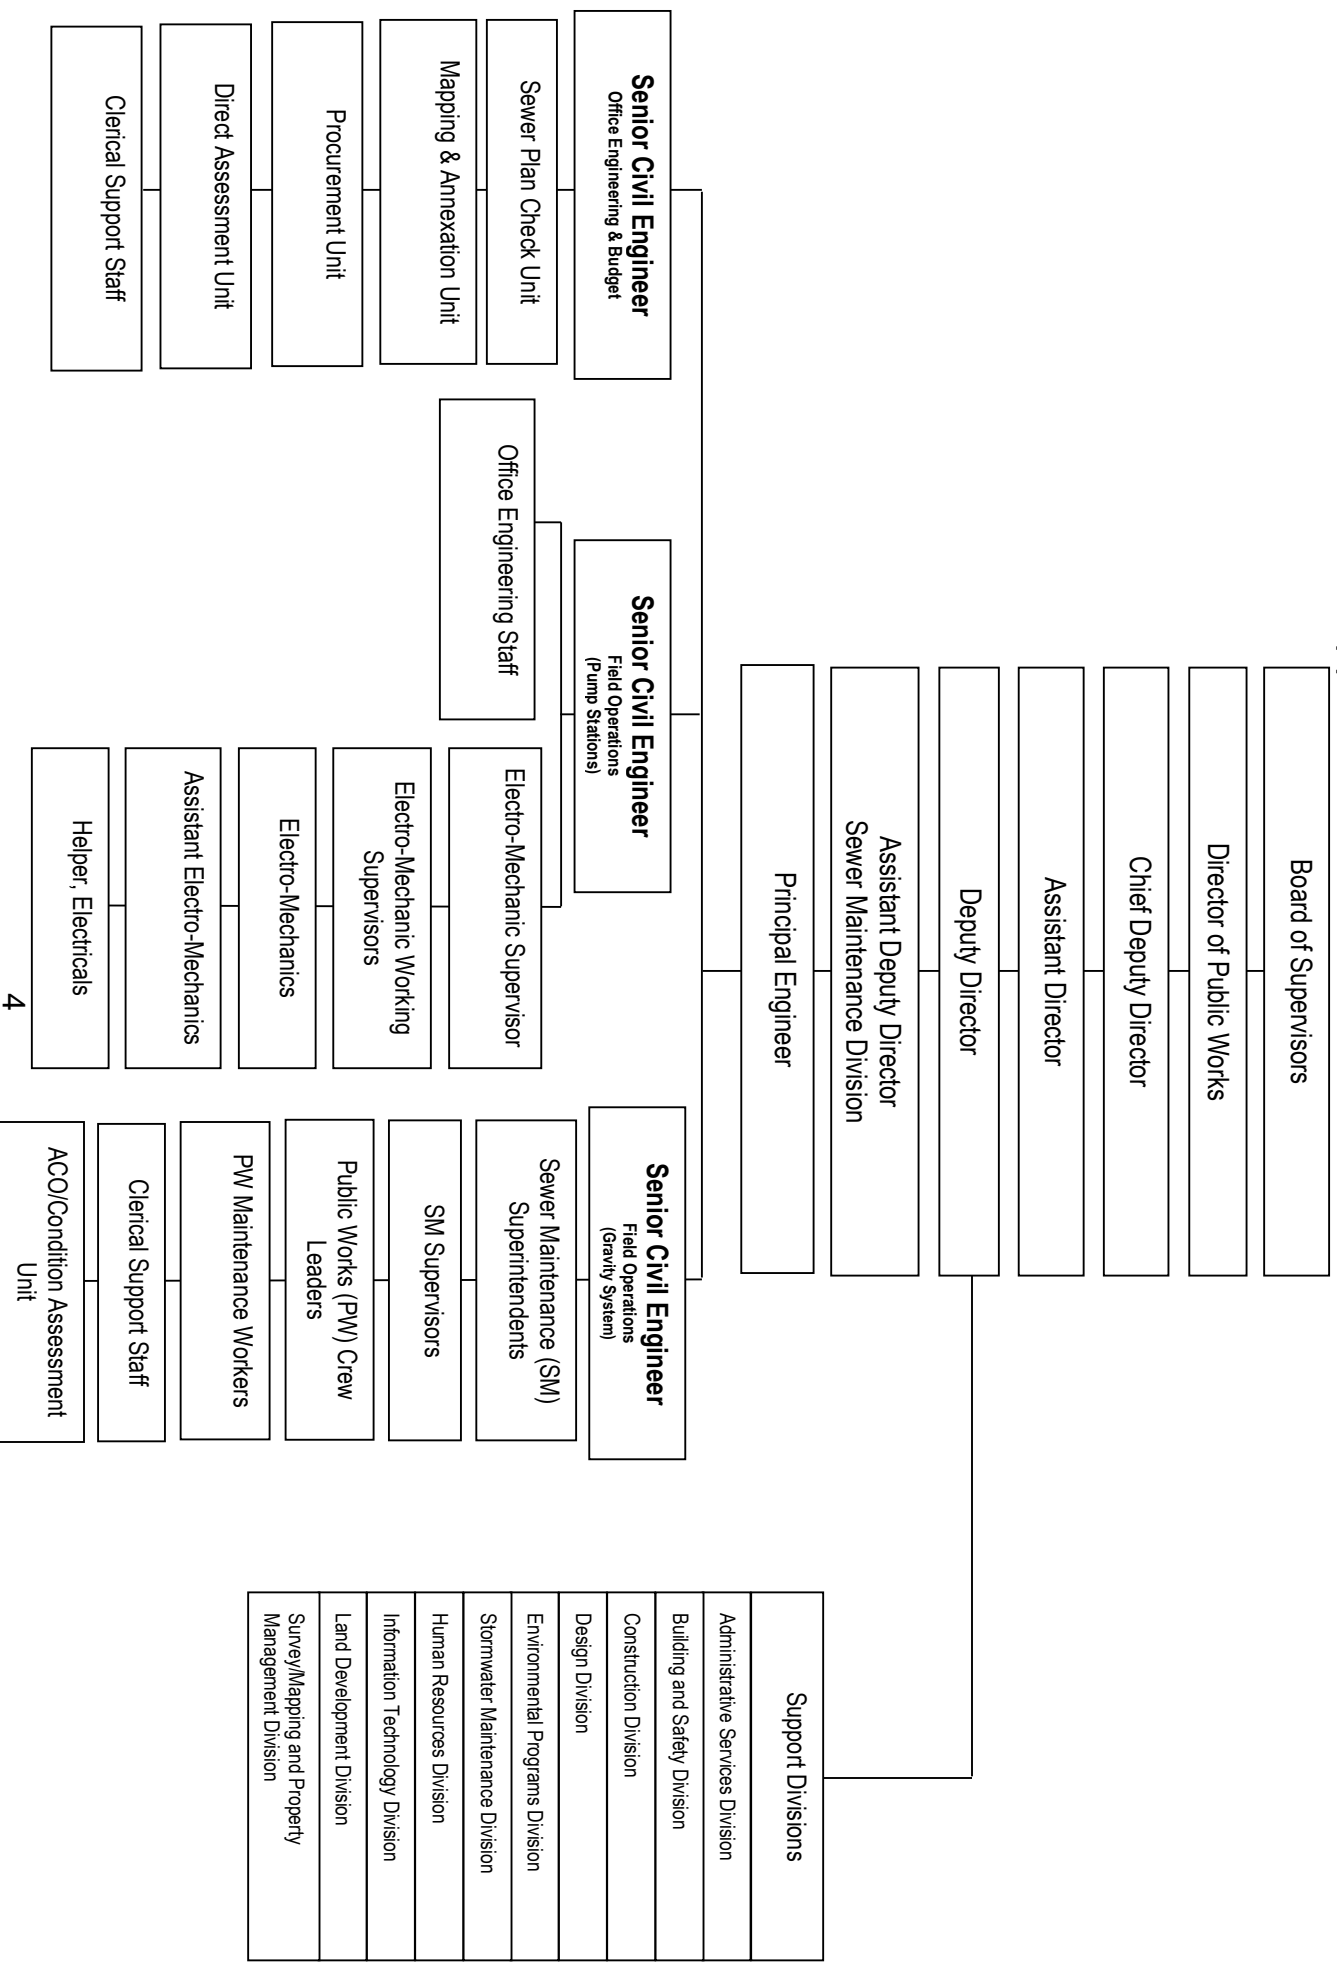 Board of Supervisors
Director of Public Works
Chief Deputy Director
Assistant Director
Deputy Director
Assistant Deputy Director
Sewer Maintenance Division
Principal Engineer
Senior Civil Engineer
Office Engineering & Budget
Sewer Plan Check Unit
Mapping & Annexation Unit
Procurement Unit
Direct Assessment Unit
Clerical Support Staff
Senior Civil Engineer
Field Operations
(Pump Stations)
Office Engineering Staff
Electro-Mechanic Supervisor
Electro-Mechanic Working
Supervisors
Electro-Mechanics
Assistant Electro-Mechanics
Helper, Electricals
Senior Civil Engineer
Field Operations
(Gravity System)
Sewer Maintenance (SM)
Superintendents
SM Supervisors
Public Works (PW) Crew
Leaders
PW Maintenance Workers
Clerical Support Staff
ACO/Condition Assessment
Unit
Support Divisions
Administrative Services Division
Building and Safety Division
Construction Division
Design Division
Environmental Programs Division
Stormwater Maintenance Division
Human Resources Division
Information Technology Division
Land Development Division
Survey/Mapping and Property
Management Division
4